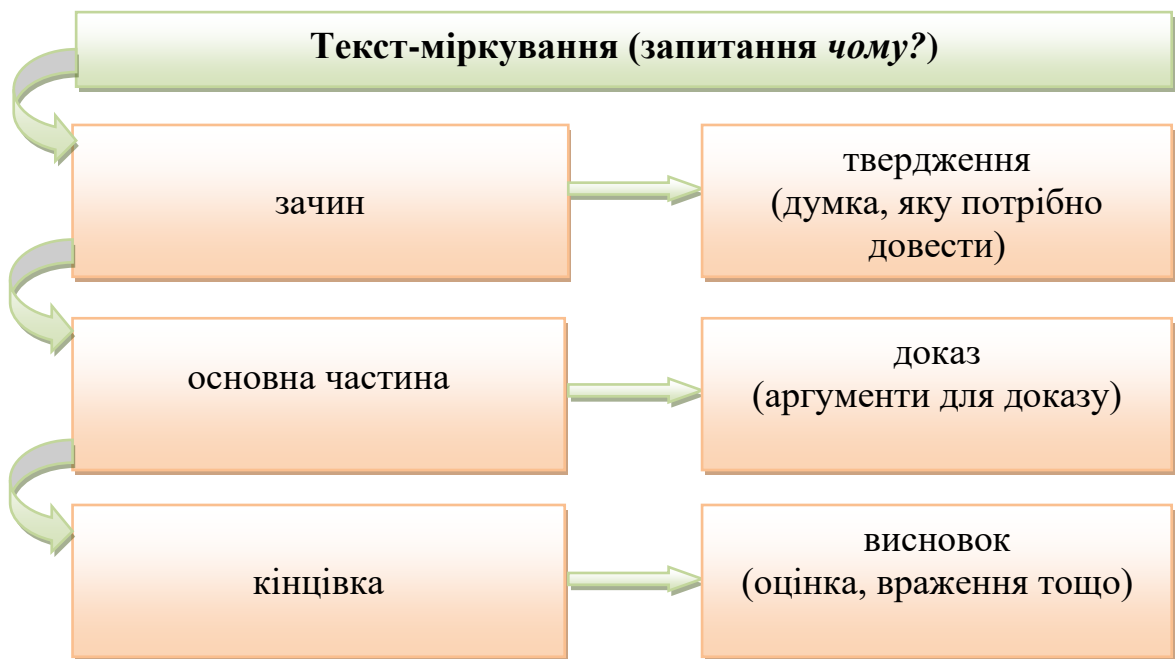 Текст-міркування (запитання чому?)
зачин
твердження
(думка, яку потрібно
довести)
основна частина
доказ
(аргументи для доказу)
кінцівка
висновок
(оцінка, враження тощо)